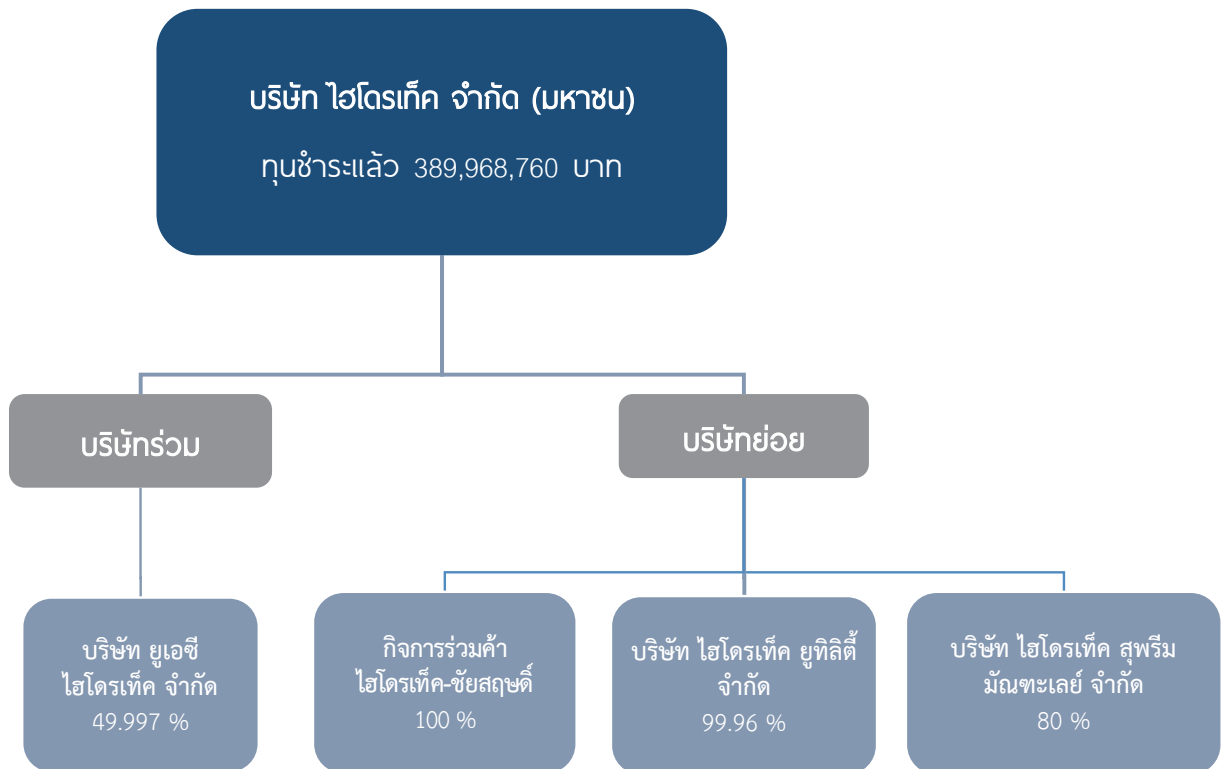 บริษัท ไฮโดรเท็ค จำกัด (มหาชน)
ทุนชำระแล้ว 389,968,760 บาท
บริษัทร่วม
บริษัทย่อย
บริษัท ยูเอซี
ไฮโดรเท็ค จำกัด
49.997 %
กิจการร่วมค้า
ไฮโดรเท็ค-ชัยสฤษดิ์
100 %
บริษัท ไฮโดรเท็ค ยูทิลิตี้
จำกัด
99.96 %
บริษัท ไฮโดรเท็ค สุพรีม
มัณฑะเลย์ จำกัด
80 %